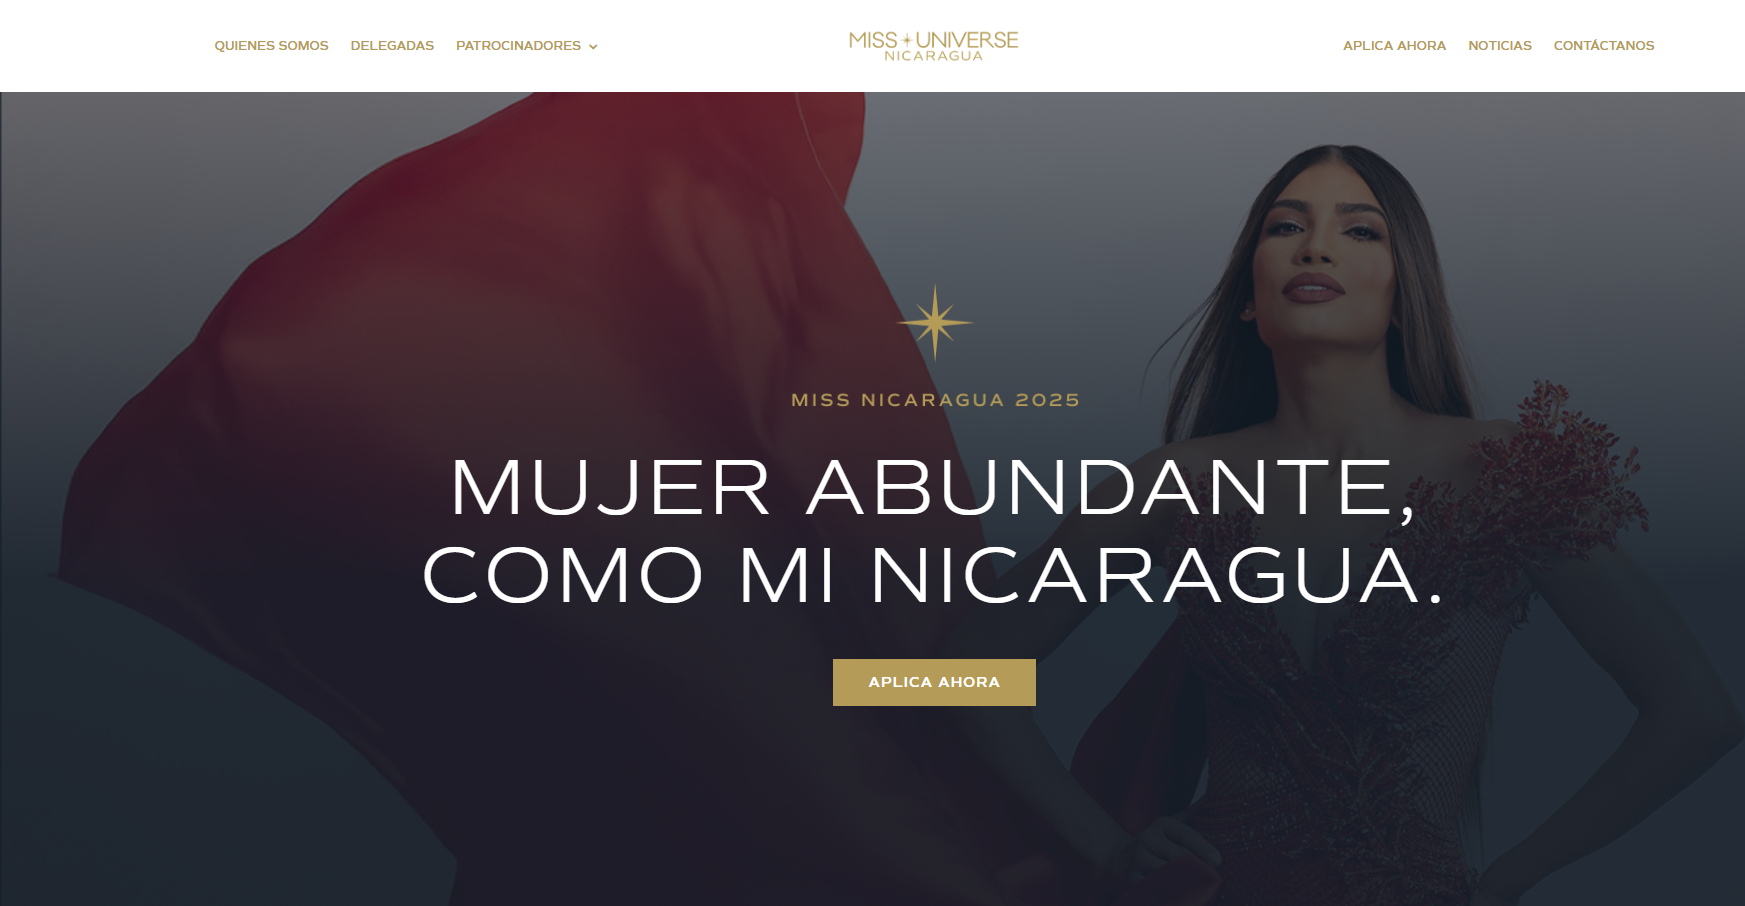 QUIENES SOMOS
DELEGADAS
PATROCINADORES
MISS UNIVERSE
NICARAGUA
APLICA AHORA
NOTICIAS
CONTÁCTANOS
MISS NICARAGUA 2025
MUJER ABUNDANTE,
COMO MI NICARAGUA.
APLICA AHORA